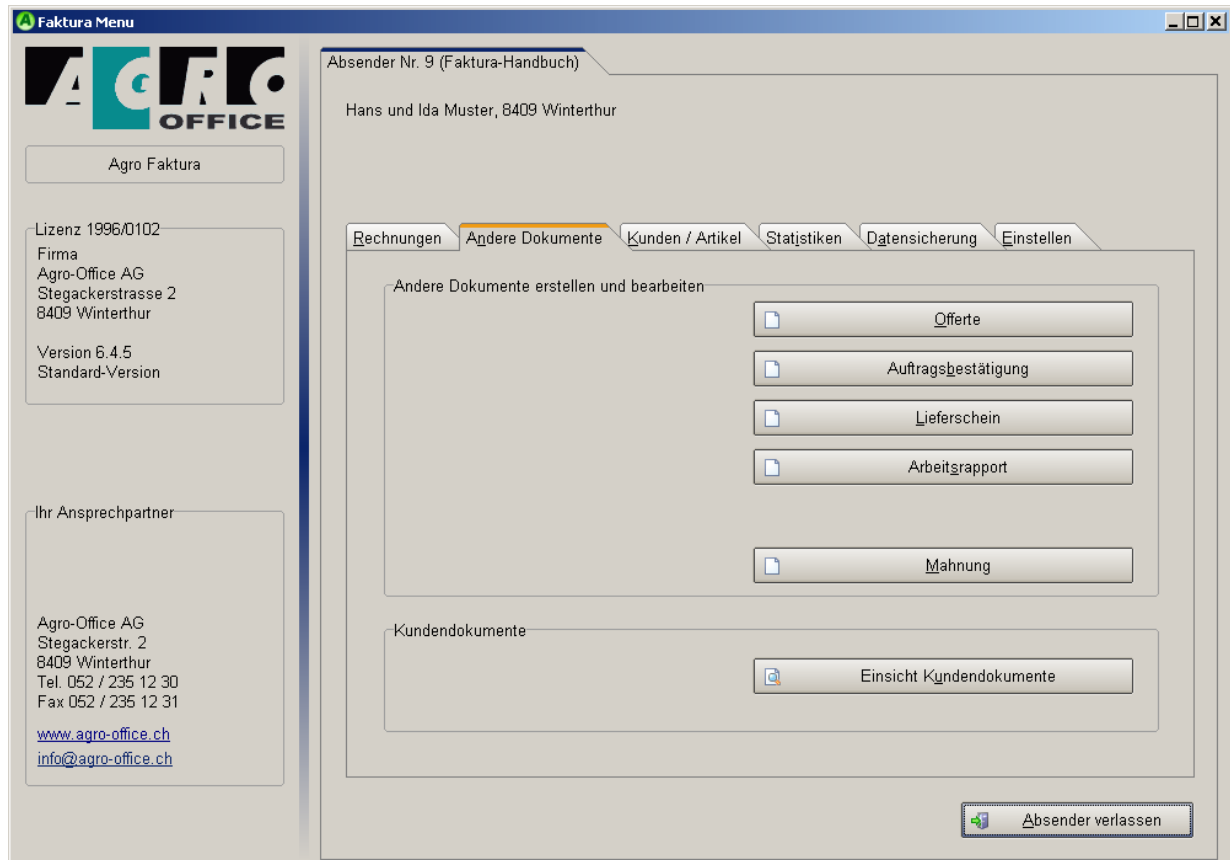 Faktura Menu
AGRO
OFFICE
Agro Faktura
Lizenz 1996/0102
Firma
Agro-Office AG
Stegackerstrasse 2
8409 Winterthur
Version 6.4.5
Standard-Version
Ihr Ansprechpartner
Agro-Office AG
Stegackerstr. 2
8409 Winterthur
Tel. 052 / 235 12 30
Fax 052 / 235 12 31
www.agro-office.ch
info@agro-office.ch
Absender Nr. 9 (Faktura-Handbuch)
Hans und Ida Muster, 8409 Winterthur
Rechnungen Andere Dokumente Kunden / Artikel Statistiken Datensicherung Einstellen
Andere Dokumente erstellen und bearbeiten
Offerte
Auftragsbestätigung
Lieferschein
Arbeitsrapport
Mahnung
Kundendokumente
Einsicht Kundendokumente
Absender verlassen